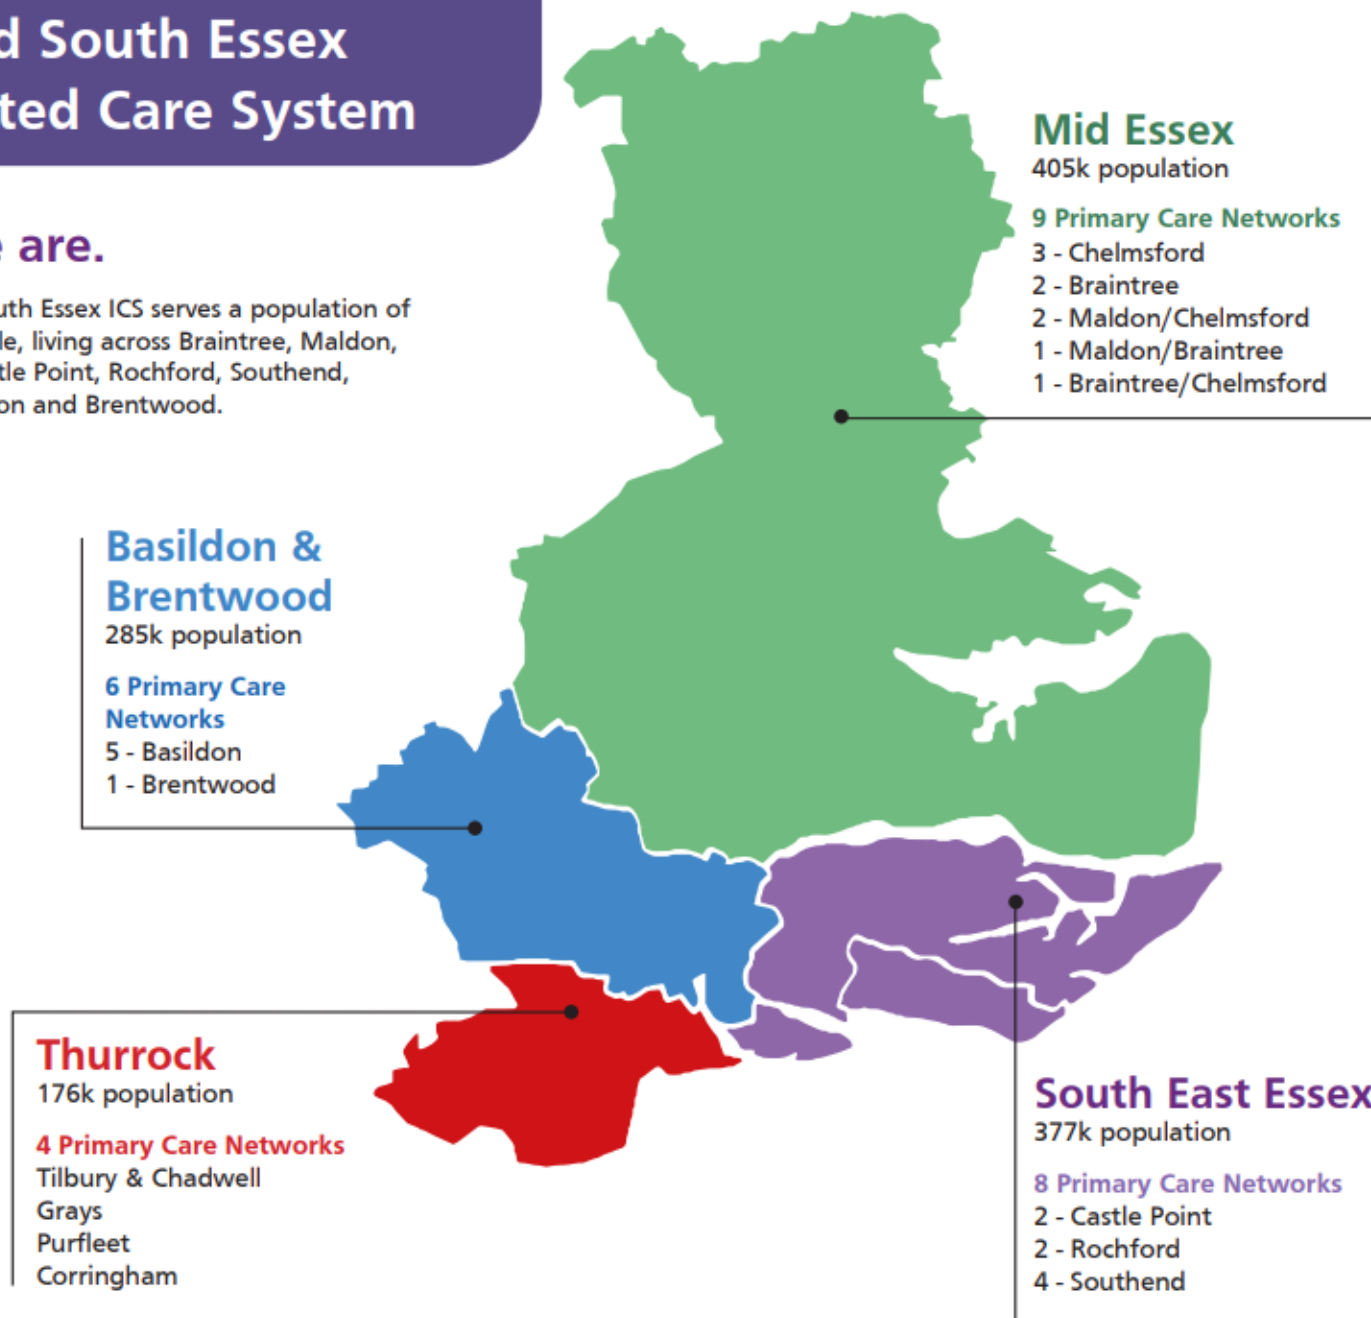 d South Essex
ted Care System
are.
uth Essex ICS serves a population of
le, living across Braintree, Maldon,
tle Point, Rochford, Southend,
on and Brentwood.
Mid Essex
405k population
9 Primary Care Networks
3 - Chelmsford
2 - Braintree
2 - Maldon/Chelmsford
1 - Maldon/Braintree
1 - Braintree/Chelmsford
Basildon &
Brentwood
285k population
6 Primary Care
Networks
5 - Basildon
1 - Brentwood
Thurrock
176k population
4 Primary Care Networks
Tilbury & Chadwell
Grays
Purfleet
Corringham
South East Essex
377k population
8 Primary Care Networks
2 - Castle Point
2 - Rochford
4 - Southend